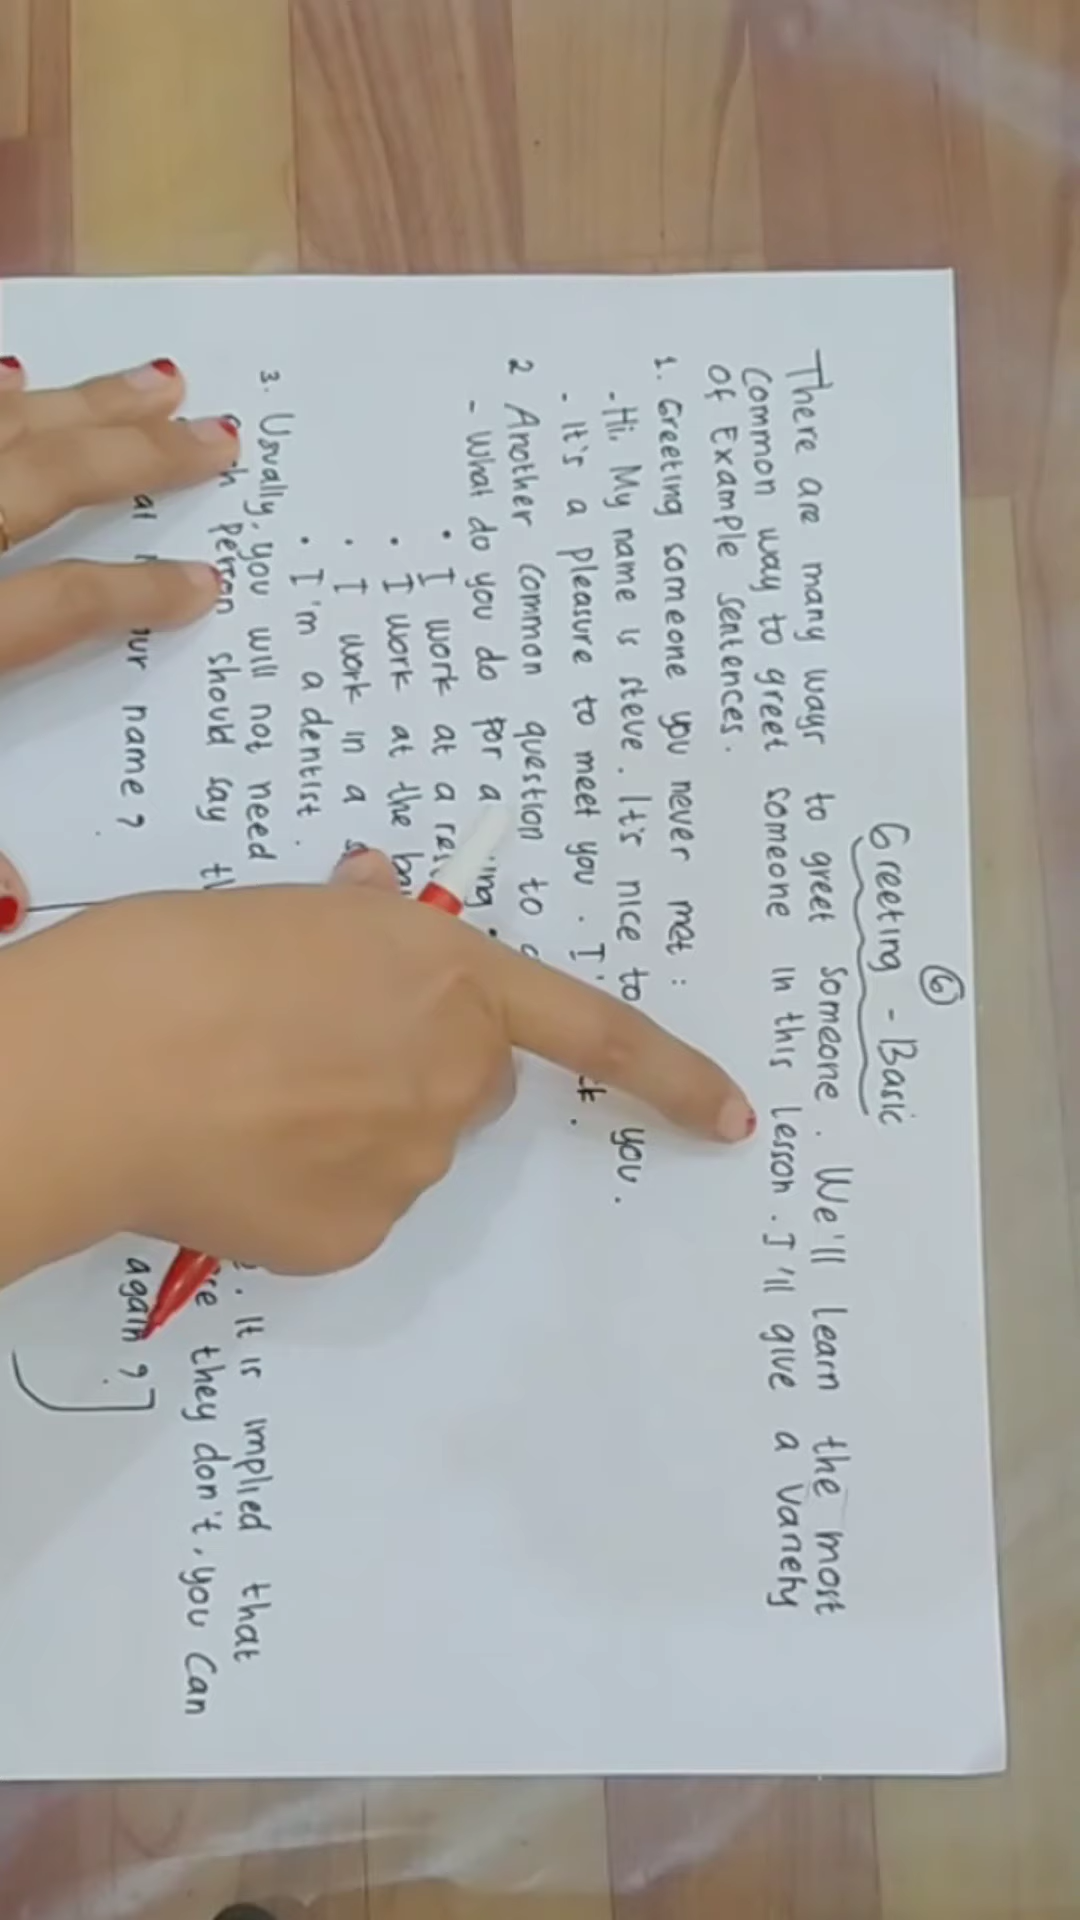 6
Greeting - Basic
There are many ways to greet someone. We'll learn the most
Common way to greet someone in this lesson. I'll give a Variety
Of Example sentences.
1. Greeting someone you never met:
-Hi. My name is steve. It's nice to you.
. It's a pleasure to meet you.
2 Another Common question to
- What do you do for a
• I work at a
• I work at the
• I work in a
• I'm a dentist.
3. Usually, you will not need It is implied that
person should say they don't, you can
name? again?